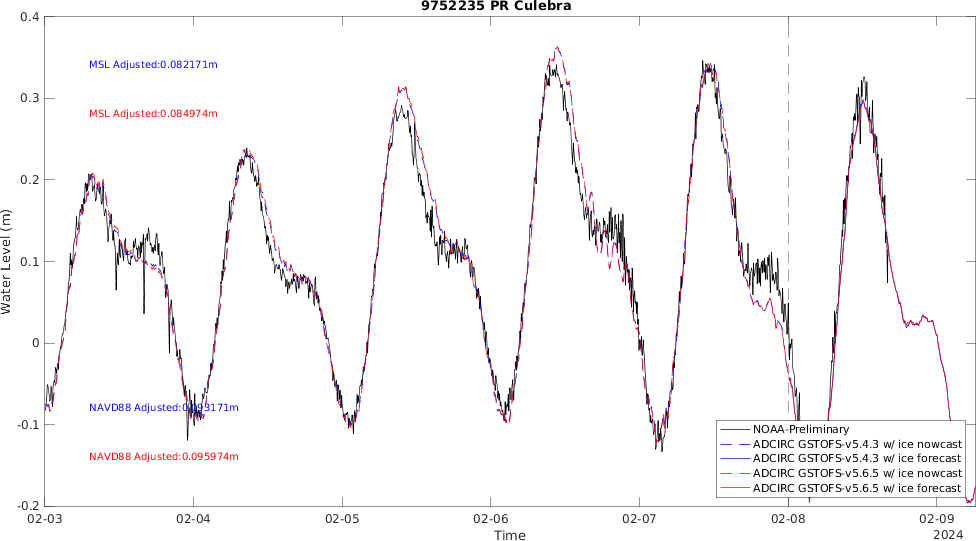 9752235 PR Culebra
0.4
0.3
0.2
0.1
0
-0.1
-0.2
Water Level (m)
MSL Adjusted:0.082171m
MSL Adjusted:0.084974m
NAVD88 Adjusted:0.093171m
NAVD88 Adjusted:0.095974m
NOAA-Preliminary
ADCIRC GSTOFS-v5.4.3 w/ ice nowcast
ADCIRC GSTOFS-v5.4.3 w/ ice forecast
ADCIRC GSTOFS-v5.6.5 w/ ice nowcast
ADCIRC GSTOFS-v5.6.5 w/ ice forecast
02-03 02-04 02-05 02-06 02-07 02-08 02-09
Time
2024